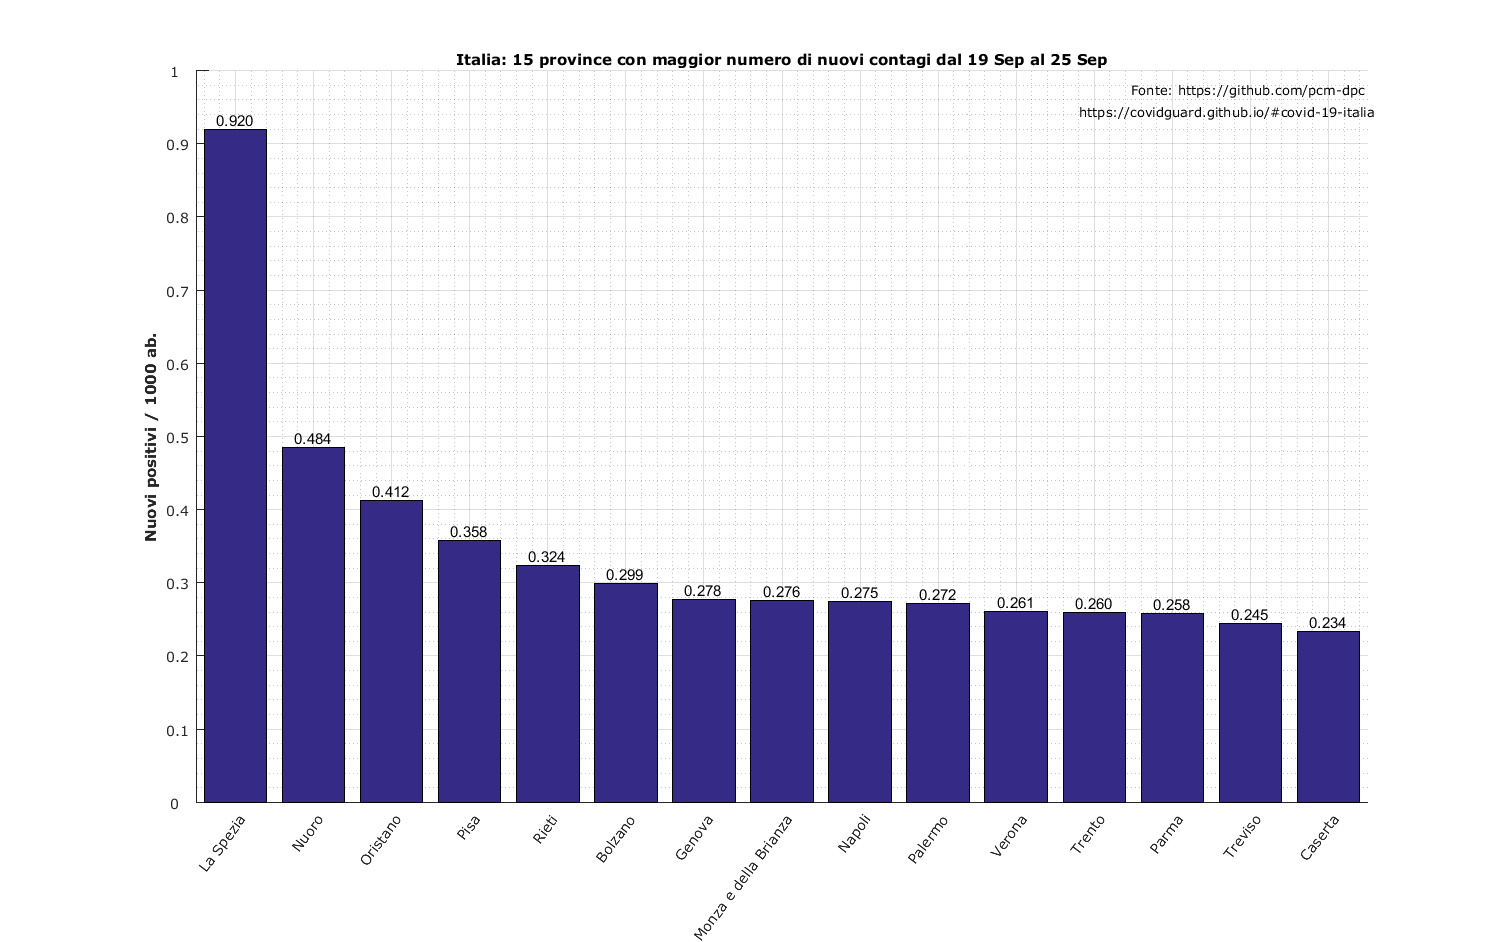 Italia: 15 province con maggior numero di nuovi contagi dal 19 Sep al 25 Sep
Fonte: https://github.com/pcm-dpc
https://covidguard.github.io/#covid-19-italia
Nuovi positivi / 1000 ab.
1
0.9
0.8
0.7
0.6
0.5
0.4
0.3
0.2
0.1
0
0.920
0.484
0.412
0.358
0.324
0.299
0.278
0.276
0.275
0.272
0.261
0.260
0.258
0.245
0.234
La Spezia
Nuoro
Oristano
Pisa
Rieti
Bolzano
Genova
Monza e della Brianza
Napoli
Palermo
Verona
Trento
Parma
Treviso
Caserta